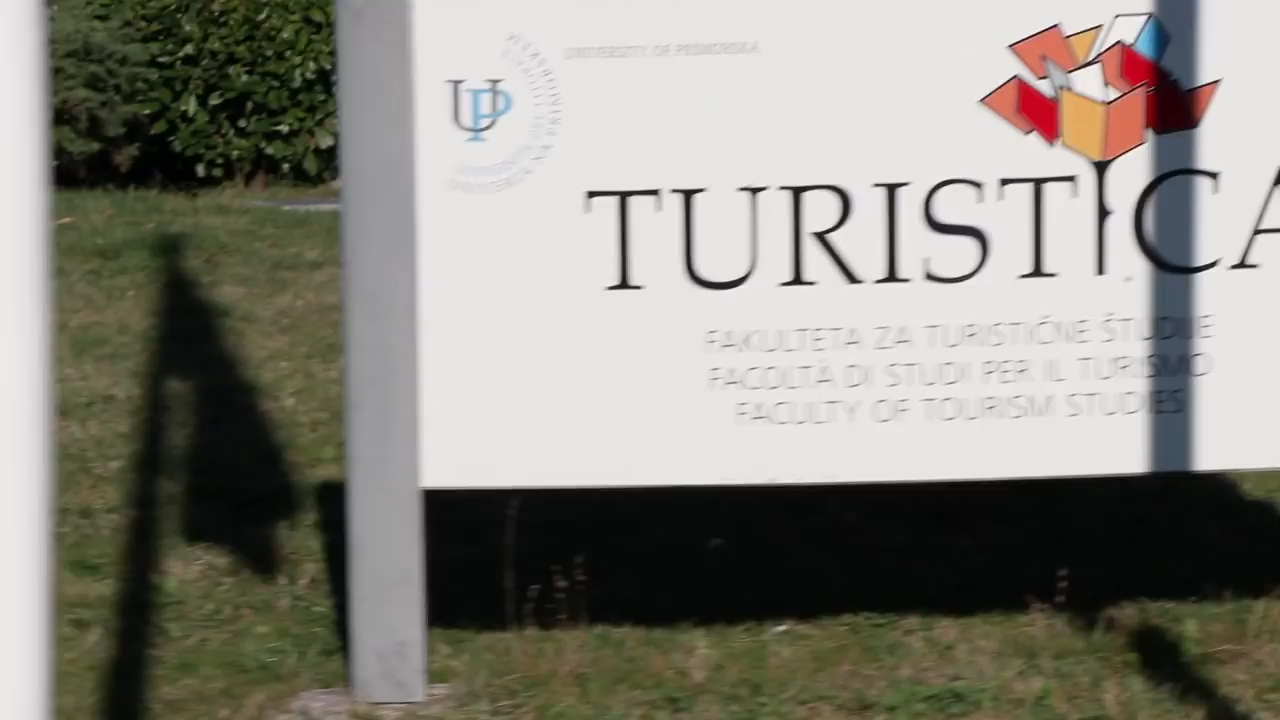 UP
UNIVERSITY OF PRIMORSKA
TURISTICA
FAKULTETA ZA TURISTIČNE ŠTUDIJE
FACOLTÀ DI STUDI PER IL TURISMO
FACULTY OF TOURISM STUDIES